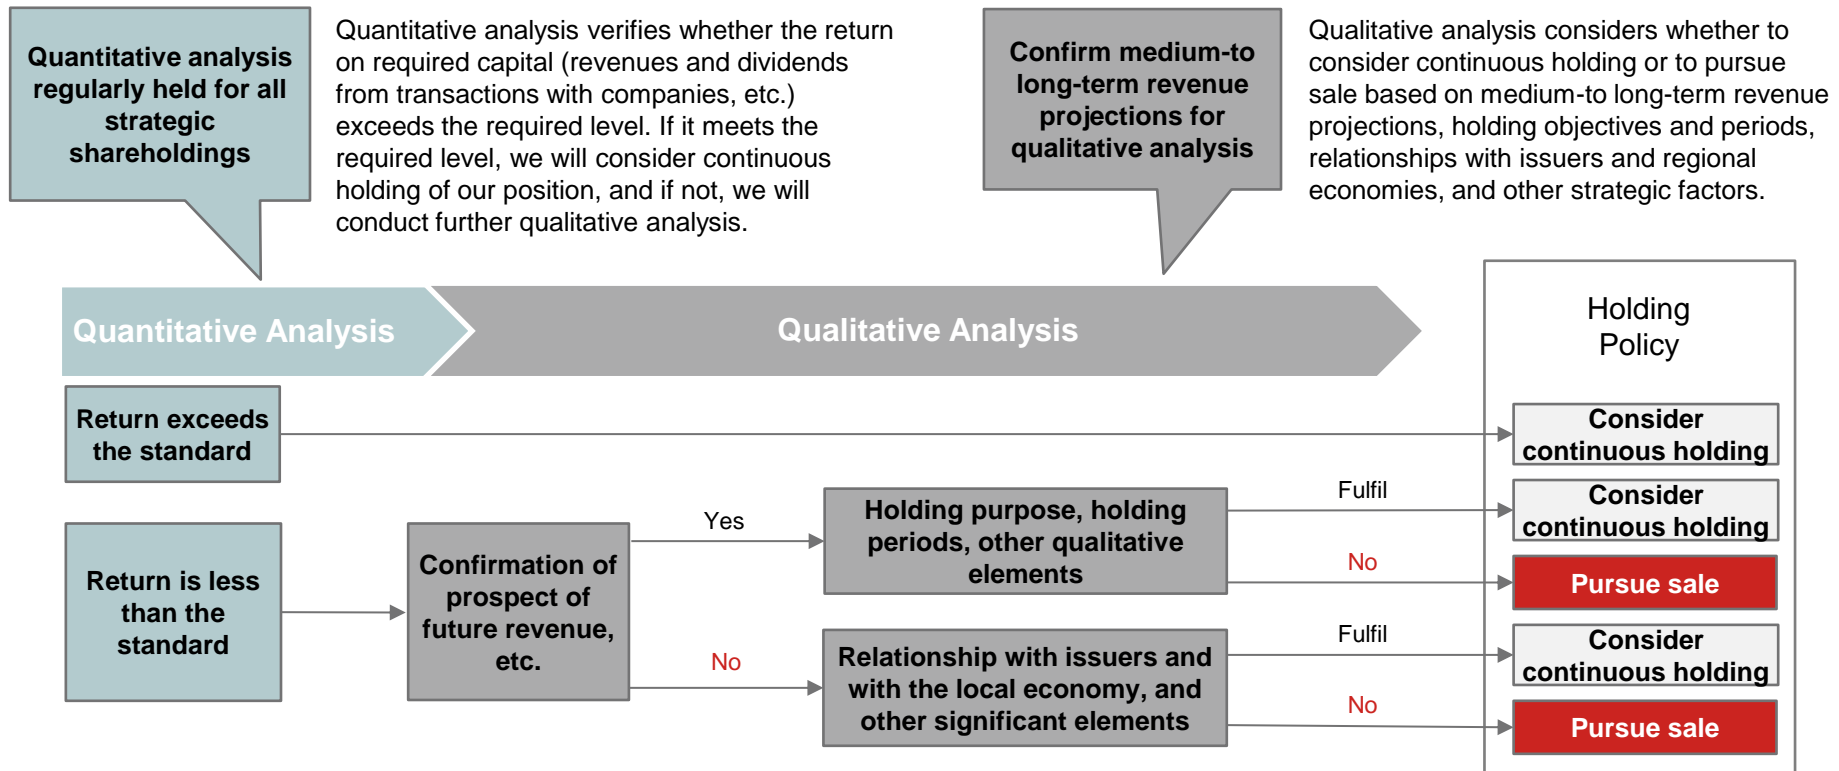 Quantitative analysis
regularly held for all
strategic
shareholdings
Quantitative analysis verifies whether the return
on required capital (revenues and dividends
from transactions with companies, etc.)
exceeds the required level. If it meets the
required level, we will consider continuous
holding of our position, and if not, we will
conduct further qualitative analysis.
Confirm medium-to
long-term revenue
projections for
qualitative analysis
Qualitative analysis considers whether to
consider continuous holding or to pursue
sale based on medium-to long-term revenue
projections, holding objectives and periods,
relationships with issuers and regional
economies, and other strategic factors.
Quantitative Analysis
Qualitative Analysis
Holding
Policy
Return exceeds
the standard
Consider
continuous holding
Return is less
than the
standard
Confirmation of
prospect of
future revenue,
etc.
Yes
Holding purpose, holding
periods, other qualitative
elements
Fulfil
Consider
continuous holding
No
Pursue sale
No
Relationship with issuers and
with the local economy, and
other significant elements
Fulfil
Consider
continuous holding
No
Pursue sale